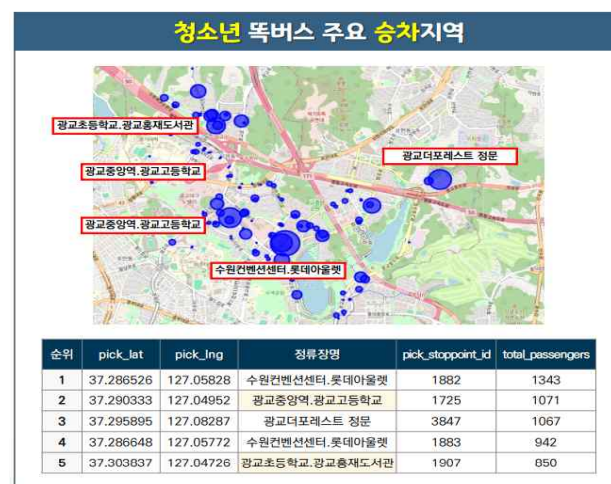 청소년 똑버스 주요 승차지역
광교초등학교.광교홍재도서관
광교더포레스트 정문
광교중앙역.광교고등학교
광교중앙역.광교고등학교
수원컨벤션센터.롯데아울렛
순위 pick_lat pick_lng 정류장명 pick_stoppoint_id total_passengers
1 37.286526 127.05828 수원컨벤션센터.롯데아울렛 1882 1343
2 37.290333 127.04952 광교중앙역.광교고등학교 1725 1071
3 37.295895 127.08287 광교더포레스트 정문 3847 1067
4 37.286648 127.05772 수원컨벤션센터.롯데아울렛 1883 942
5 37.303837 127.04726 광교초등학교.광교홍재도서관 1907 850